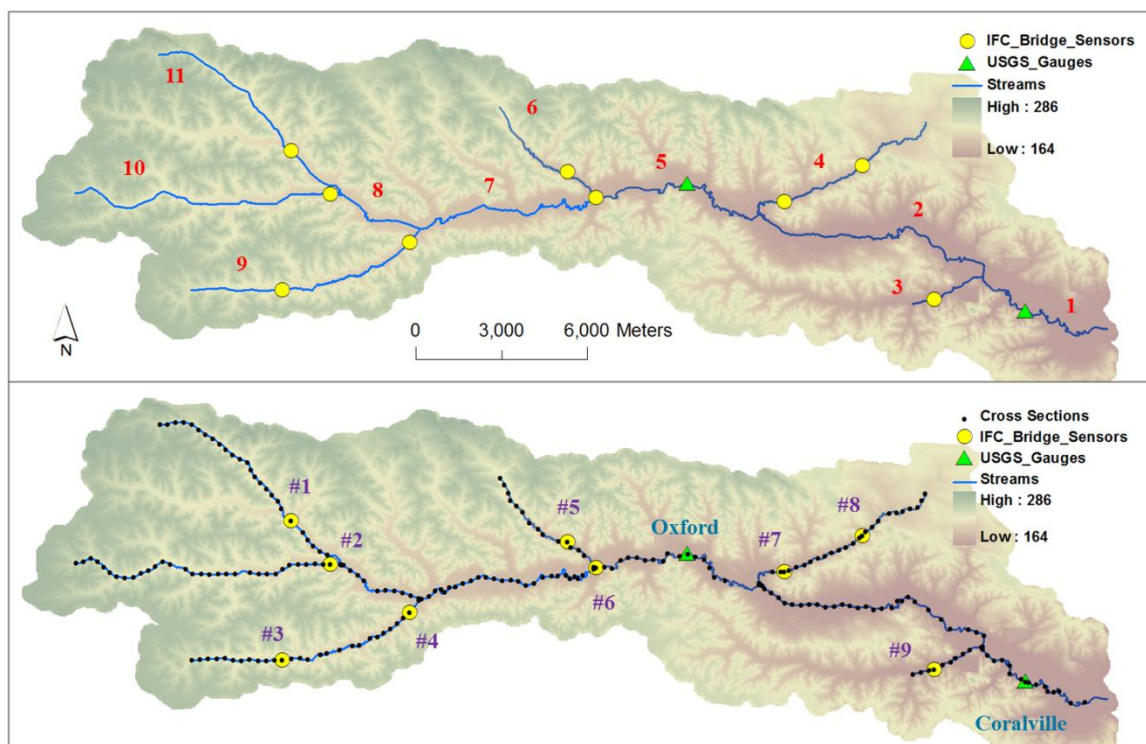 IFC_Bridge_Sensors
USGS_Gauges
Streams
High : 286
Low : 164
11
6
10
8
7
5
4
2
9
3
1
N
0 3,000 6,000 Meters
Cross Sections
IFC_Bridge_Sensors
USGS_Gauges
Streams
High : 286
Low : 164
#1
#5
#8
Oxford
#2
#7
#6
#3
#4
#9
Coralville